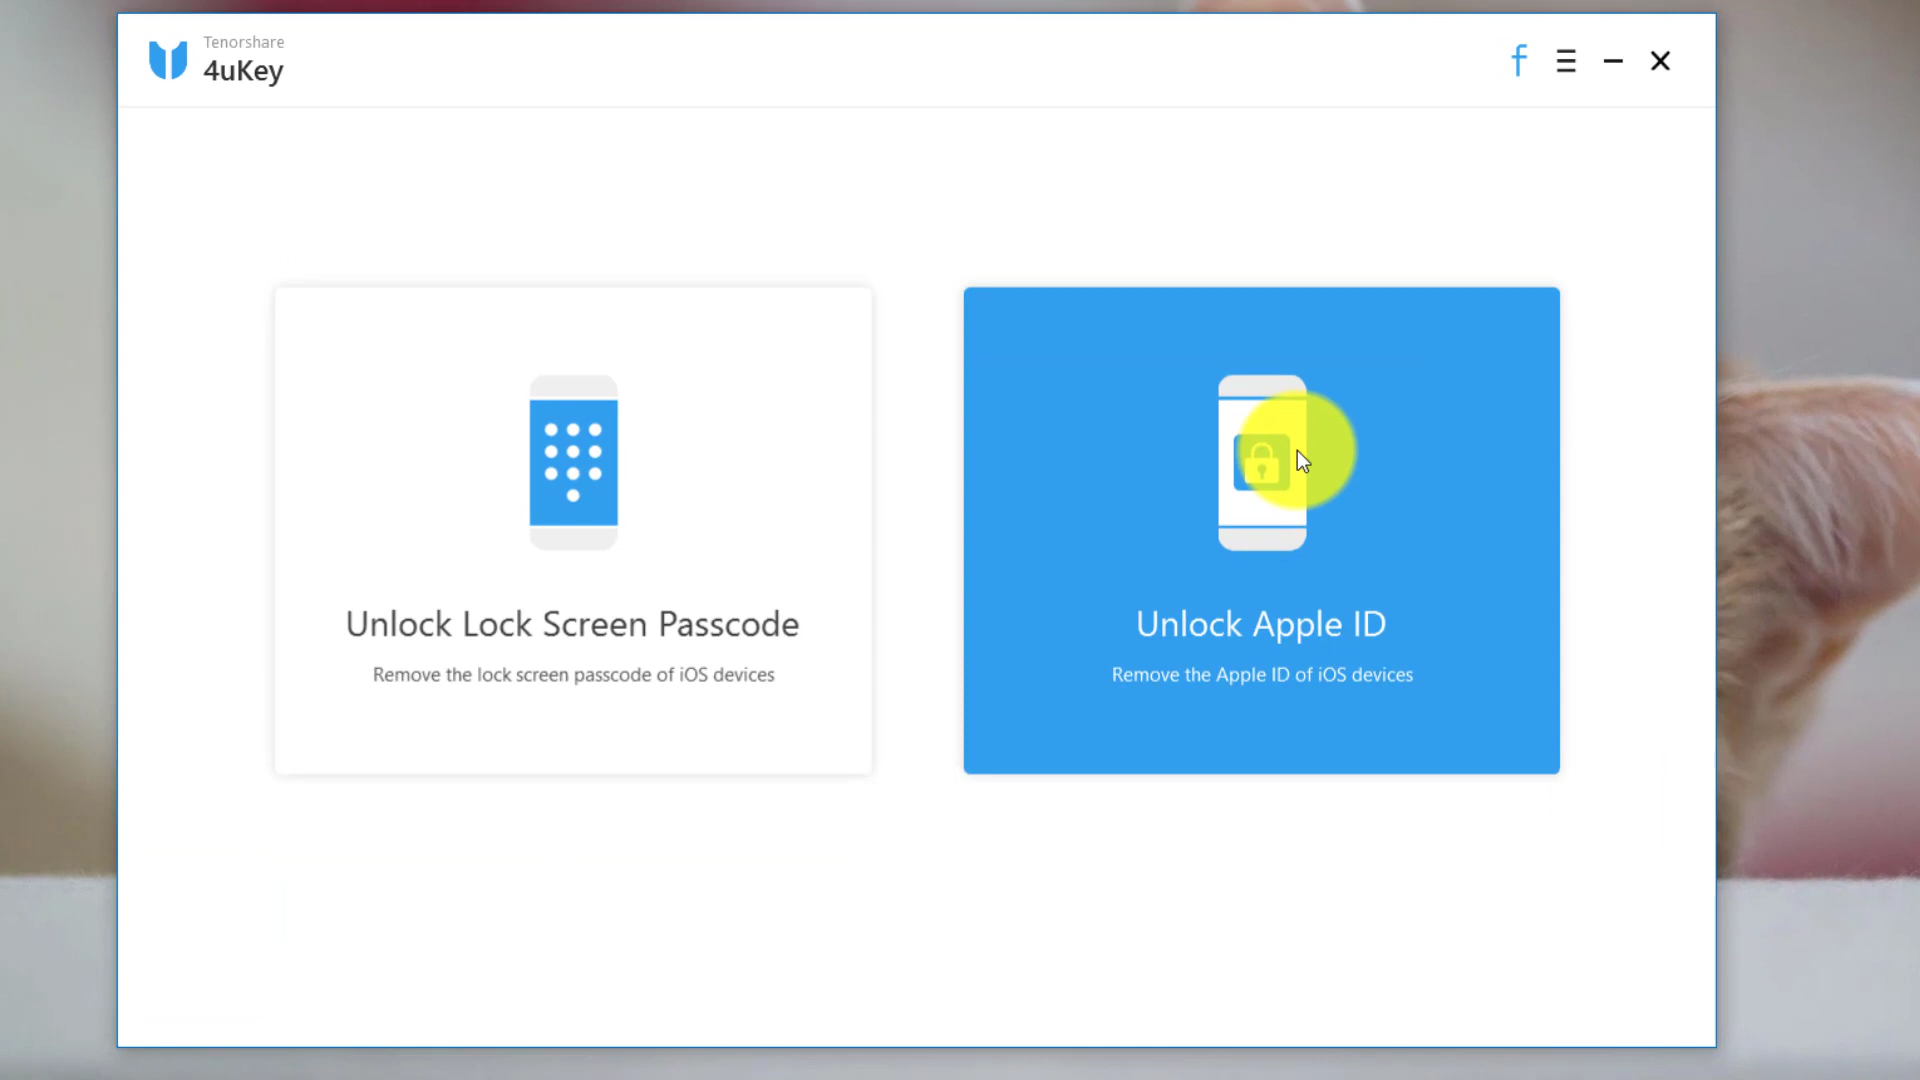 Tenorshare
4uKey
f
Unlock Lock Screen Passcode
Remove the lock screen passcode of iOS devices
Unlock Apple ID
Remove the Apple ID of iOS devices